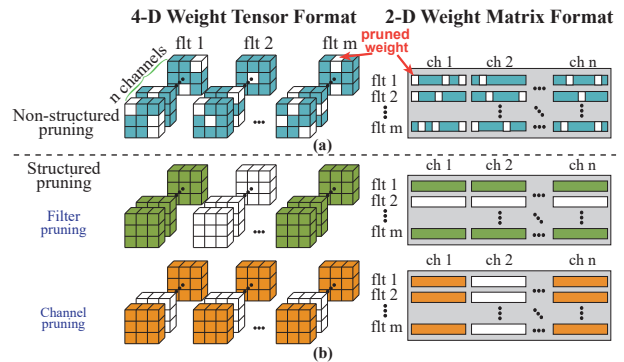 4-D Weight Tensor Format
2-D Weight Matrix Format
flt 1 flt 2 flt m
pruned
weight
n channels
ch 1 ch 2 ch n
flt 1
flt 2
flt m
Non-structured
pruning
(a)
Structured
pruning
ch 1 ch 2 ch n
flt 1
flt 2
flt m
Filter
pruning
ch 1 ch 2 ch n
flt 1
flt 2
flt m
Channel
pruning
(b)